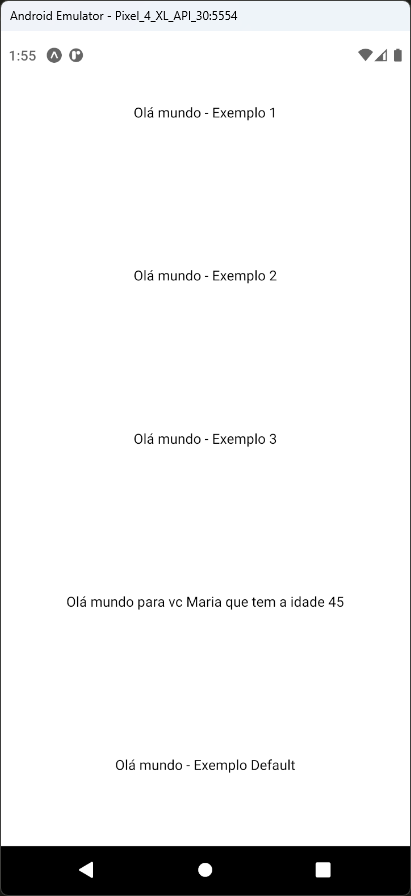 Android Emulator - Pixel_4_XL_API_30:5554
1:55
Olá mundo - Exemplo 1
Olá mundo - Exemplo 2
Olá mundo - Exemplo 3
Olá mundo para vc Maria que tem a idade 45
Olá mundo - Exemplo Default